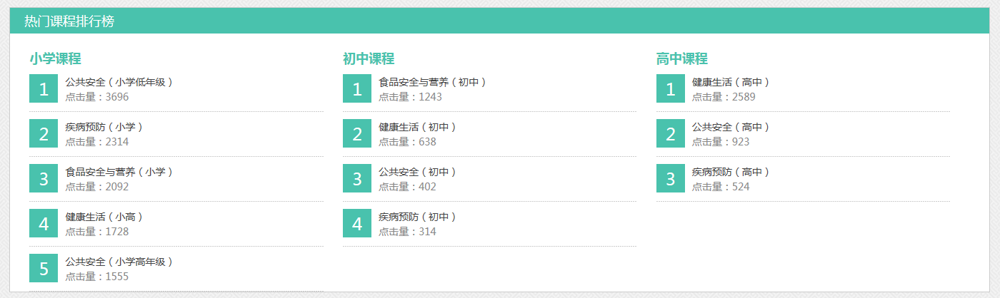 热门课程排行榜
小学课程
1
公共安全（小学低年级）
点击量：3696
2
疾病预防（小学）
点击量：2314
3
食品安全与营养（小学）
点击量：2092
4
健康生活（小高）
点击量：1728
5
公共安全（小学高年级）
点击量：1555
初中课程
1
食品安全与营养（初中）
点击量：1243
2
健康生活（初中）
点击量：638
3
公共安全（初中）
点击量：402
4
疾病预防（初中）
点击量：314
高中课程
1
健康生活（高中）
点击量：2589
2
公共安全（高中）
点击量：923
3
疾病预防（高中）
点击量：524